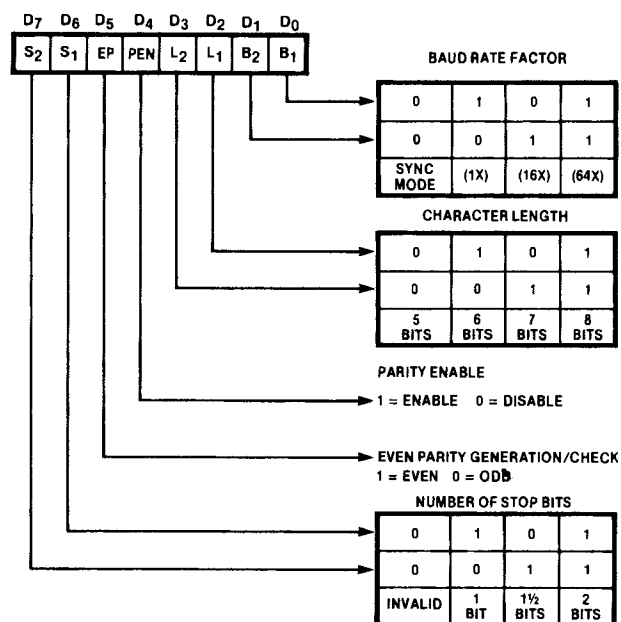 D7 D6 D5 D4 D3 D2 D1 D0
S2 S1 EP PEN L2 L1 B2 B1
BAUD RATE FACTOR
0 1 0 1
0 0 1 1
SYNC MODE (1X) (16X) (64X)
CHARACTER LENGTH
0 1 0 1
0 0 1 1
5 BITS 6 BITS 7 BITS 8 BITS
PARITY ENABLE
1 = ENABLE 0 = DISABLE
EVEN PARITY GENERATION/CHECK
1 = EVEN 0 = ODD
NUMBER OF STOP BITS
0 1 0 1
0 0 1 1
INVALID 1 BIT 1½ BITS 2 BITS